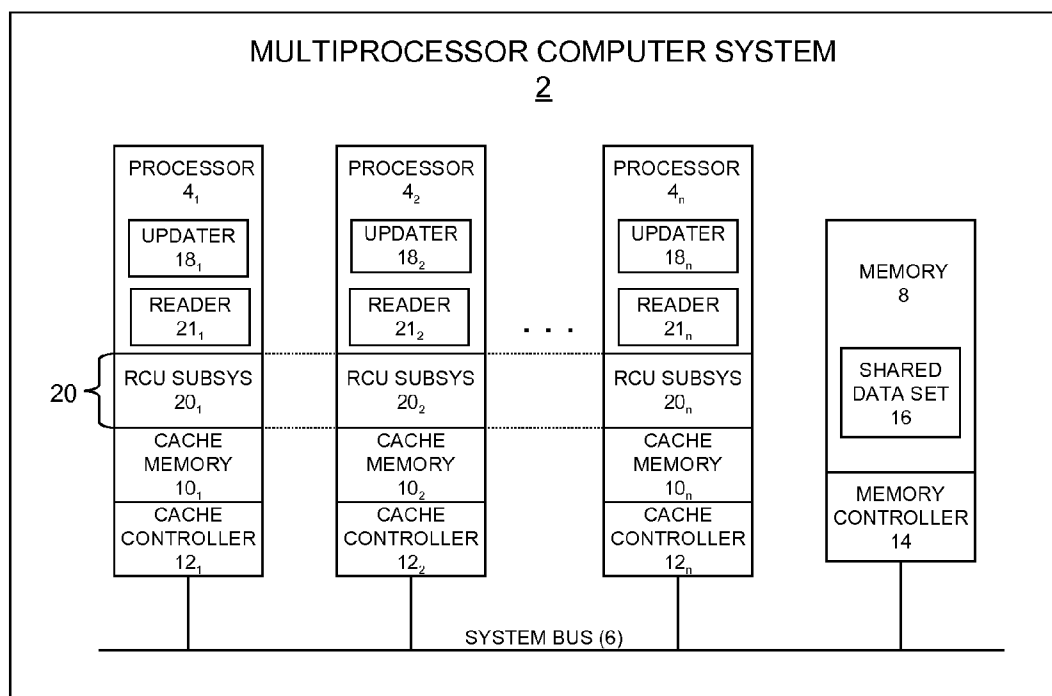 MULTIPROCESSOR COMPUTER SYSTEM
2
PROCESSOR
4₁
UPDATER
18₁
READER
21₁
RCU SUBSYS
20₁
CACHE
MEMORY
10₁
CACHE
CONTROLLER
12₁
PROCESSOR
4₂
UPDATER
18₂
READER
21₂
RCU SUBSYS
20₂
CACHE
MEMORY
10₂
CACHE
CONTROLLER
12₂
. . .
PROCESSOR
4ₙ
UPDATER
18ₙ
READER
21ₙ
RCU SUBSYS
20ₙ
CACHE
MEMORY
10ₙ
CACHE
CONTROLLER
12ₙ
MEMORY
8
SHARED
DATA SET
16
MEMORY
CONTROLLER
14
20
SYSTEM BUS (6)